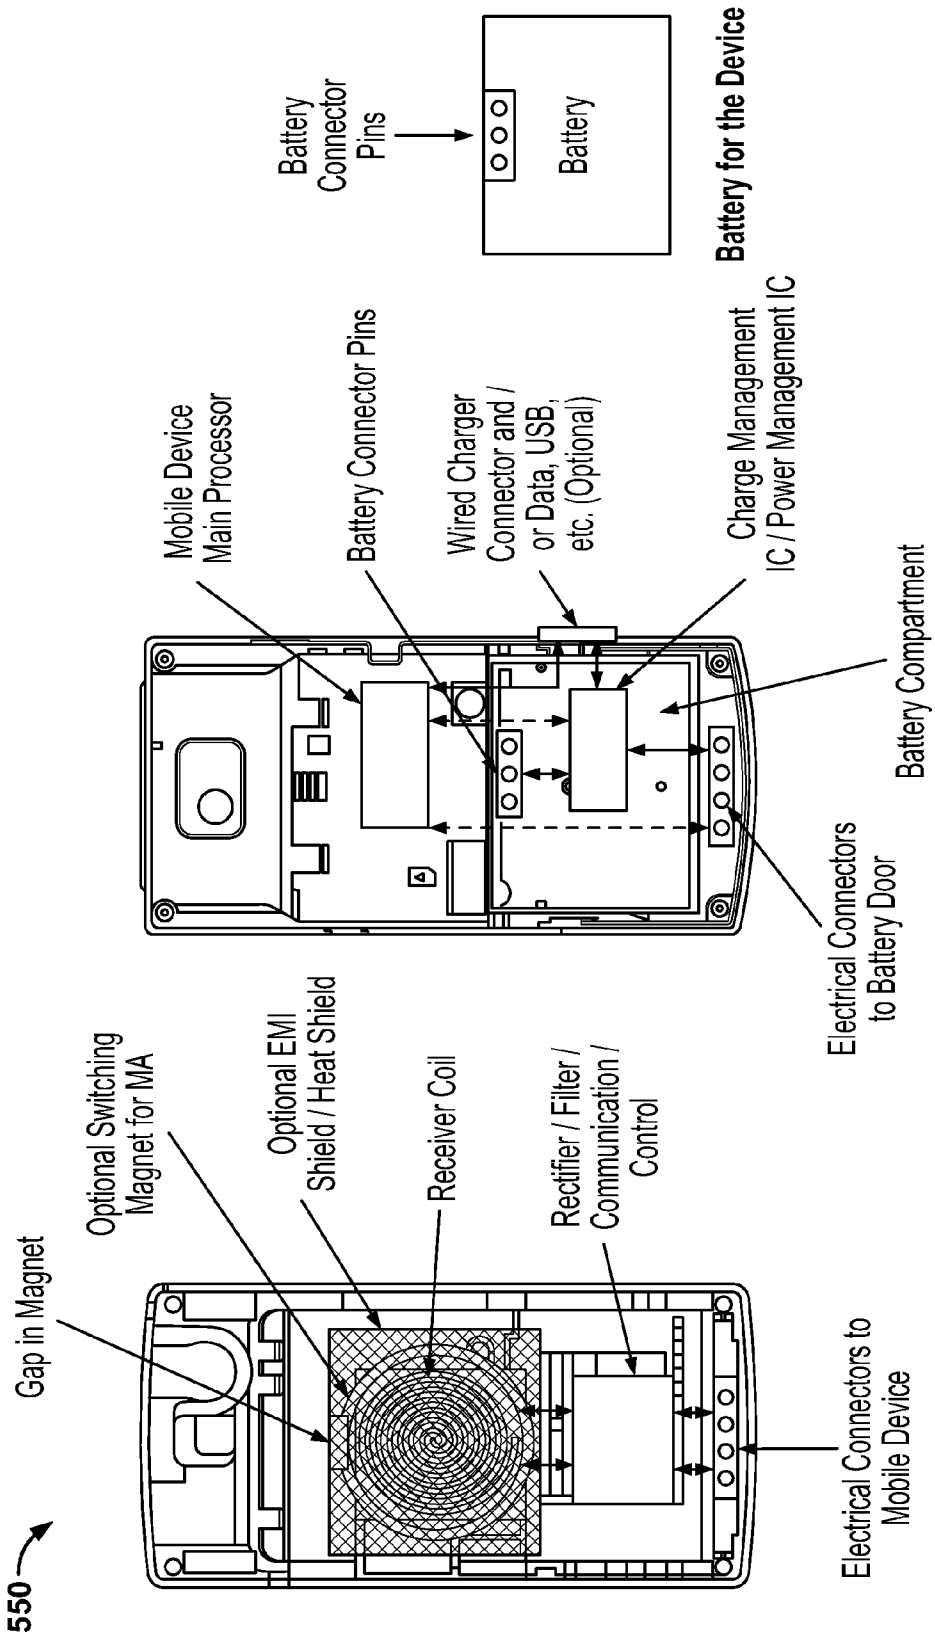 550
Gap in Magnet
Optional Switching
Magnet for MA
Optional EMI
Shield / Heat Shield
Receiver Coil
Rectifier / Filter /
Communication /
Control
Electrical Connectors to
Mobile Device
Mobile Device
Main Processor
Battery Connector Pins
Wired Charger
Connector and /
or Data, USB,
etc. (Optional)
Charge Management
IC / Power Management IC
Battery Compartment
Electrical Connectors
to Battery Door
Battery
Connector
Pins
Battery
Battery for the Device